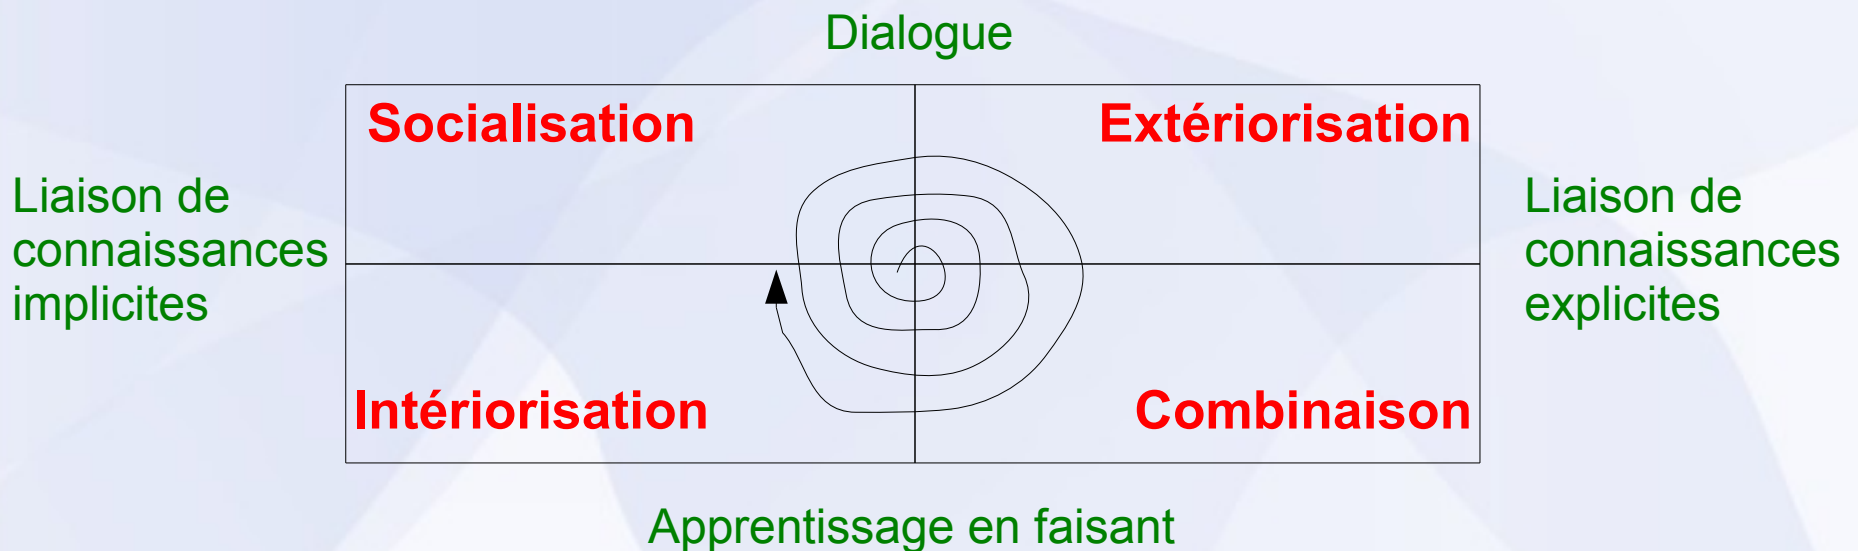 Dialogue
Socialisation
Extériorisation
Liaison de
connaissances
implicites
Liaison de
connaissances
explicites
Intériorisation
Combinaison
Apprentissage en faisant